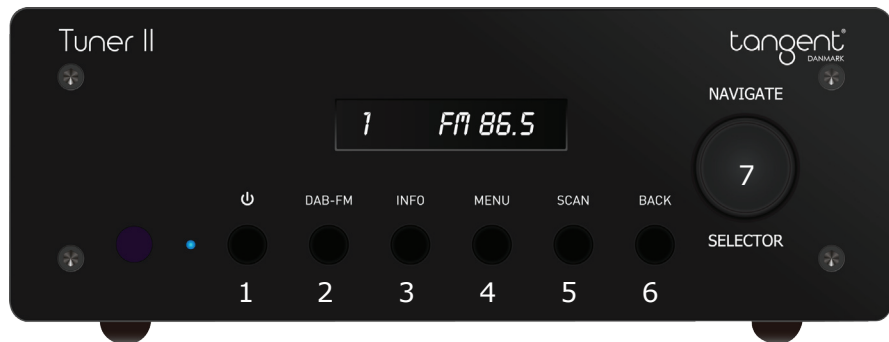 Tuner II
tangent®
DANMARK
NAVIGATE
1 FM 86.5
7
DAB-FM INFO MENU SCAN BACK
SELECTOR
1 2 3 4 5 6